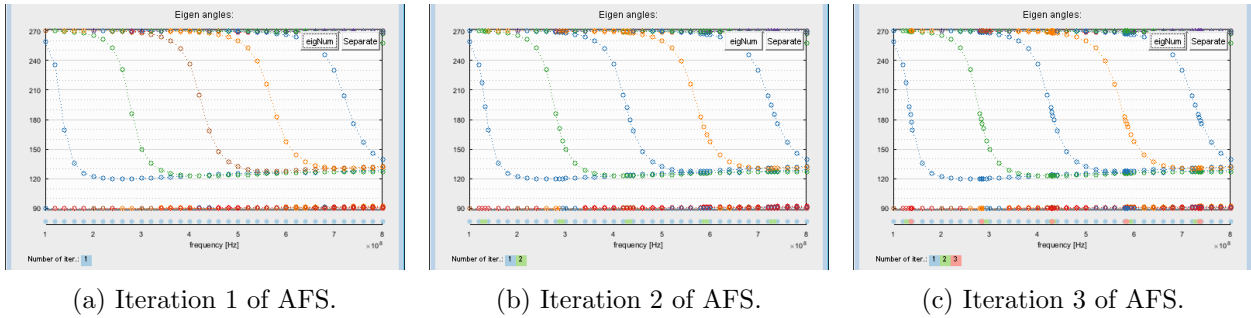 Eigen angles:
eigNum Separate
270
240
210
180
150
120
90
1 2 3 4 5 6 7 8
frequency [Hz]
×10⁸
Number of iter.: 1
(a) Iteration 1 of AFS.
Eigen angles:
eigNum Separate
270
240
210
180
150
120
90
1 2 3 4 5 6 7 8
frequency [Hz]
×10⁸
Number of iter.: 1 2
(b) Iteration 2 of AFS.
Eigen angles:
eigNum Separate
270
240
210
180
150
120
90
1 2 3 4 5 6 7 8
frequency [Hz]
×10⁸
Number of iter.: 1 2 3
(c) Iteration 3 of AFS.